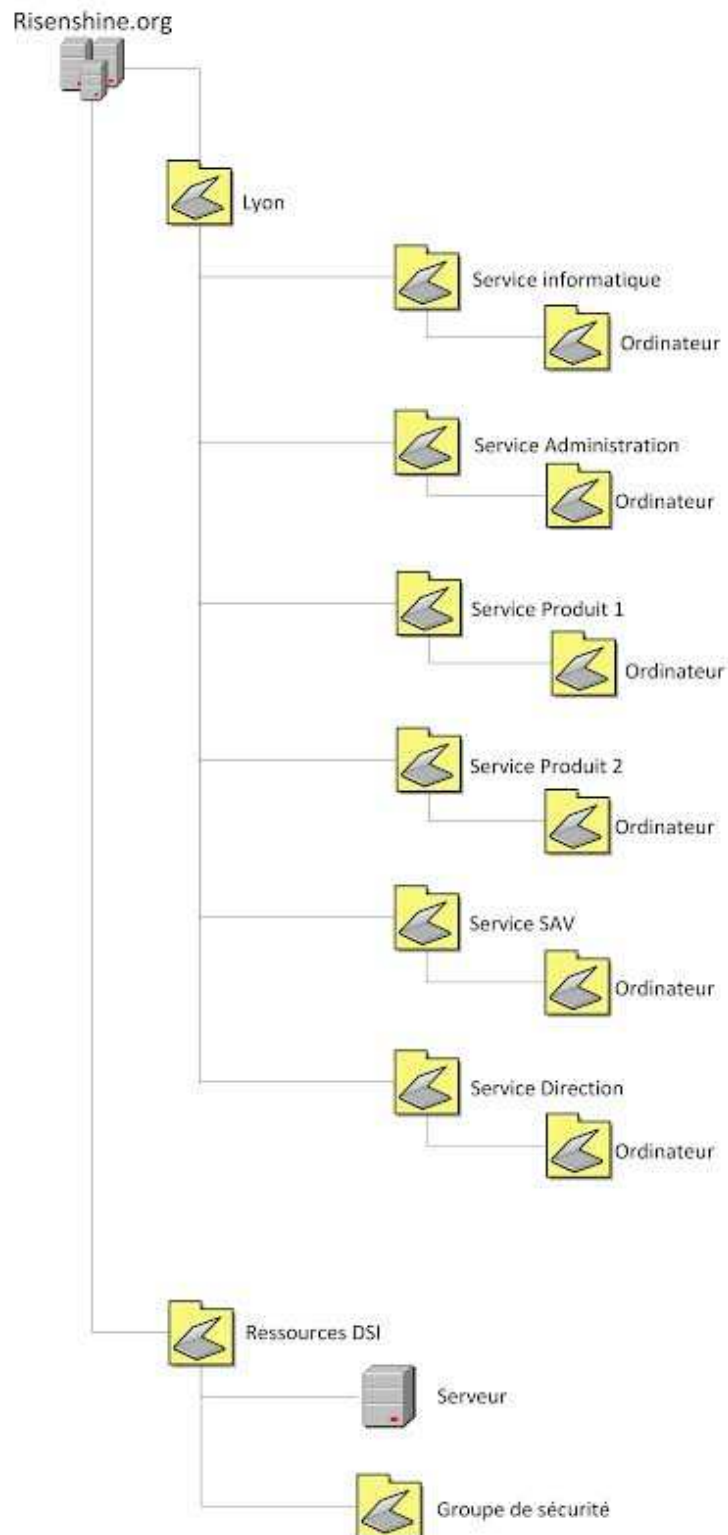 Risenshine.org
Lyon
Service informatique
Ordinateur
Service Administration
Ordinateur
Service Produit 1
Ordinateur
Service Produit 2
Ordinateur
Service SAV
Ordinateur
Service Direction
Ordinateur
Ressources DSI
Serveur
Groupe de sécurité